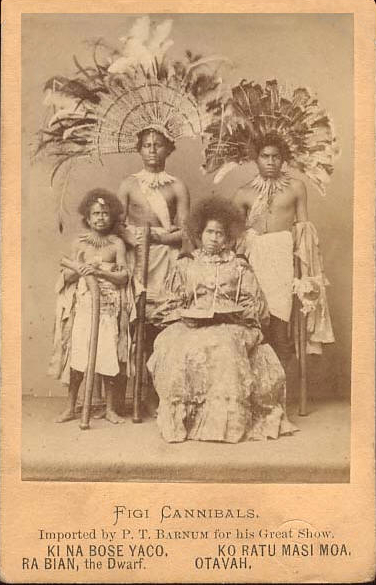 FIGI CANNIBALS.
Imported by P. T. BARNUM for his Great Show.
KI NA BOSE YACO, KO RATU MASI MOA,
RA BIAN, the Dwarf. OTAVAH,